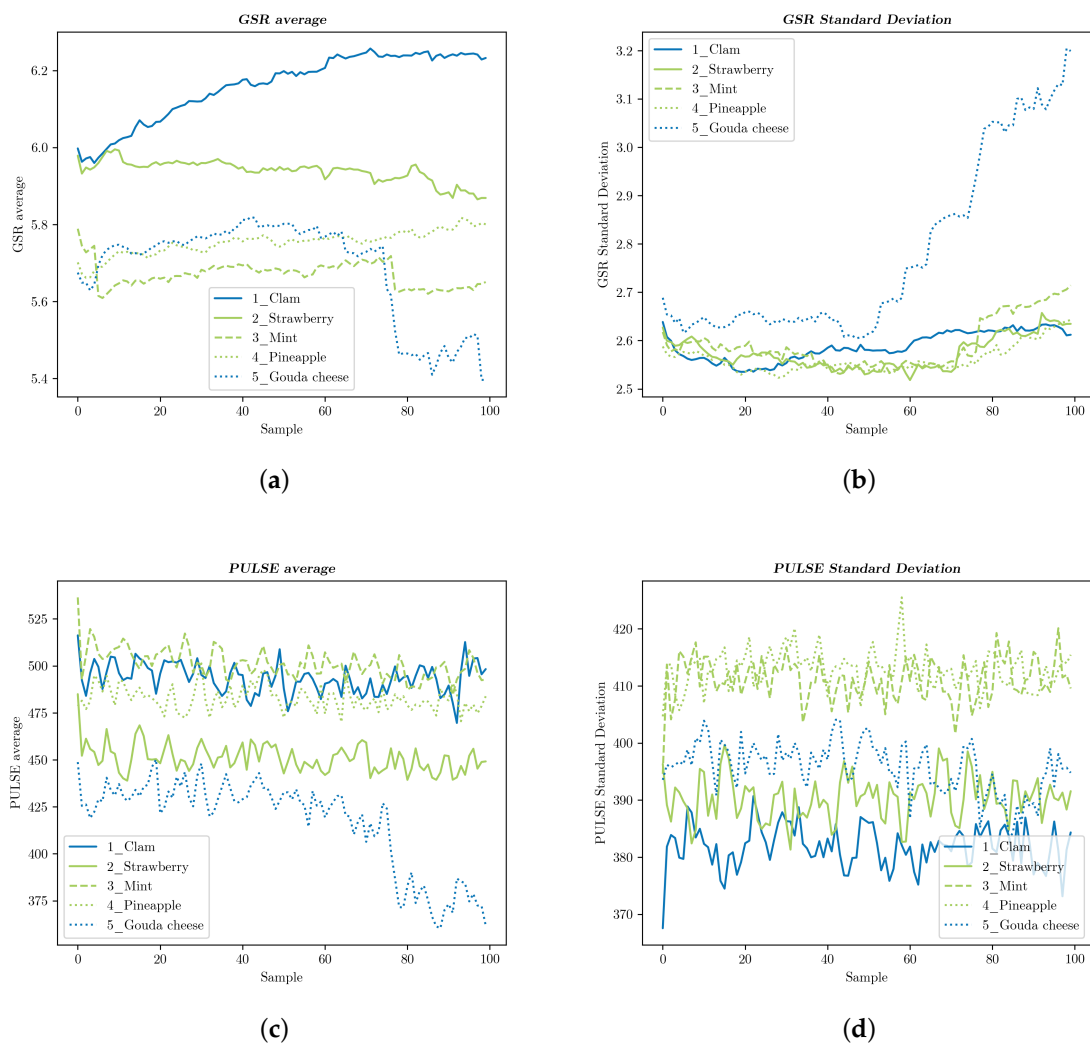 GSR average
GSR average
6.2
6.0
5.8
5.6
5.4
1_Clam
2_Strawberry
3_Mint
4_Pineapple
5_Gouda cheese
0 20 40 60 80 100
Sample
(a)
GSR Standard Deviation
GSR Standard Deviation
3.2
3.1
3.0
2.9
2.8
2.7
2.6
2.5
1_Clam
2_Strawberry
3_Mint
4_Pineapple
5_Gouda cheese
0 20 40 60 80 100
Sample
(b)
PULSE average
PULSE average
525
500
475
450
425
400
375
1_Clam
2_Strawberry
3_Mint
4_Pineapple
5_Gouda cheese
0 20 40 60 80 100
Sample
(c)
PULSE Standard Deviation
PULSE Standard Deviation
420
410
400
390
380
370
1_Clam
2_Strawberry
3_Mint
4_Pineapple
5_Gouda cheese
0 20 40 60 80 100
Sample
(d)